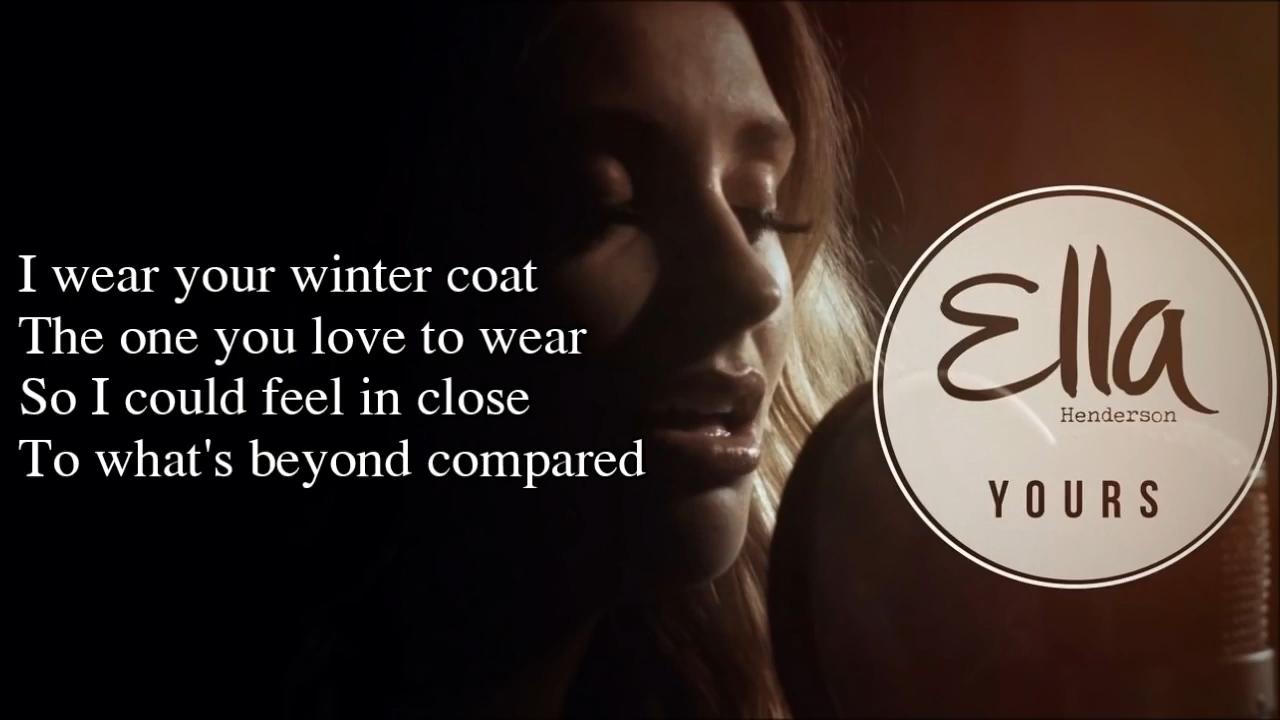 I wear your winter coat
The one you love to wear
So I could feel in close
To what's beyond compared
Ella
Henderson
YOURS